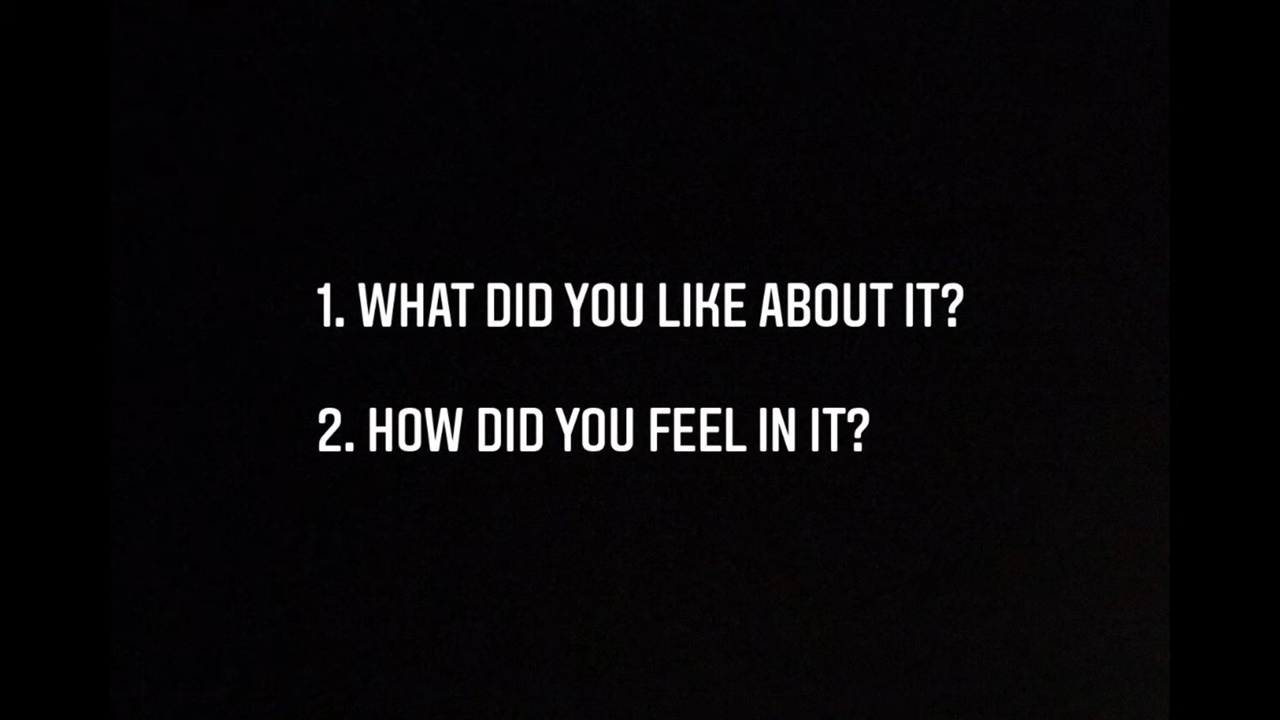 1. WHAT DID YOU LIKE ABOUT IT?
2. HOW DID YOU FEEL IN IT?